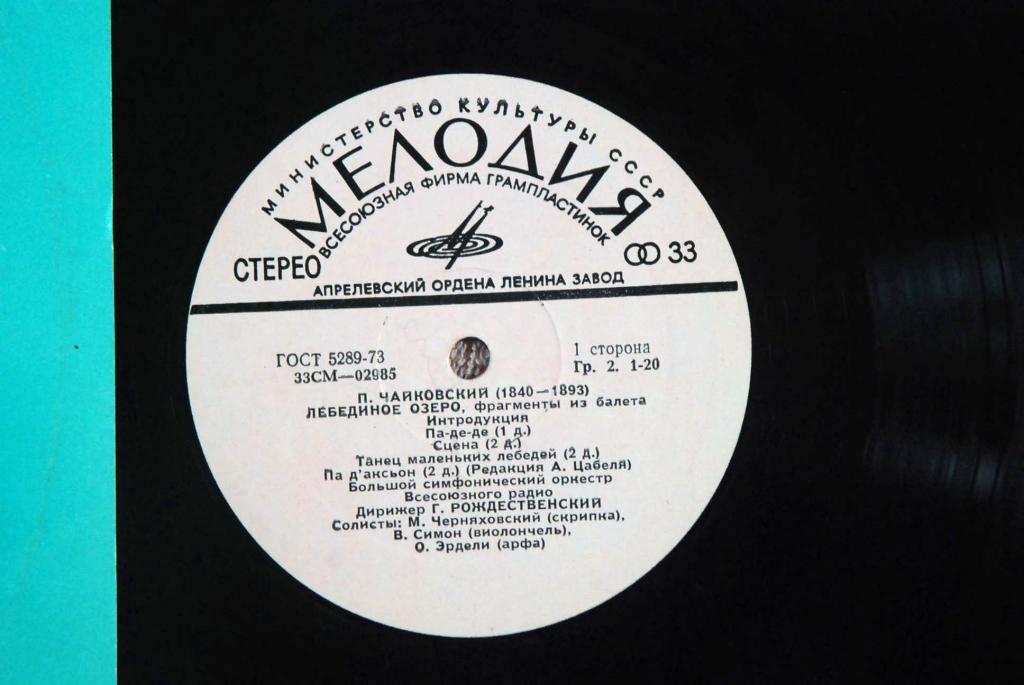 МИНИСТЕРСТВО КУЛЬТУРЫ СССР
МЕЛОДИЯ
ВСЕСОЮЗНАЯ ФИРМА ГРАМПЛАСТИНОК
СТЕРЕО
33
АПРЕЛЕВСКИЙ ОРДЕНА ЛЕНИНА ЗАВОД
ГОСТ 5289-73
33СМ—02985
1 сторона
Гр. 2. 1-20
П. ЧАЙКОВСКИЙ (1840—1893)
ЛЕБЕДИНОЕ ОЗЕРО, фрагменты из балета
Интродукция
Па-де-де (1 д.)
Сцена (2 д.)
Танец маленьких лебедей (2 д.)
Па д'аксьон (2 д.) (Редакция А. Цабеля)
Большой симфонический оркестр
Всесоюзного радио
Дирижер Г. РОЖДЕСТВЕНСКИЙ
Солисты: М. Черняховский (скрипка),
В. Симон (виолончель),
О. Эрдели (арфа)